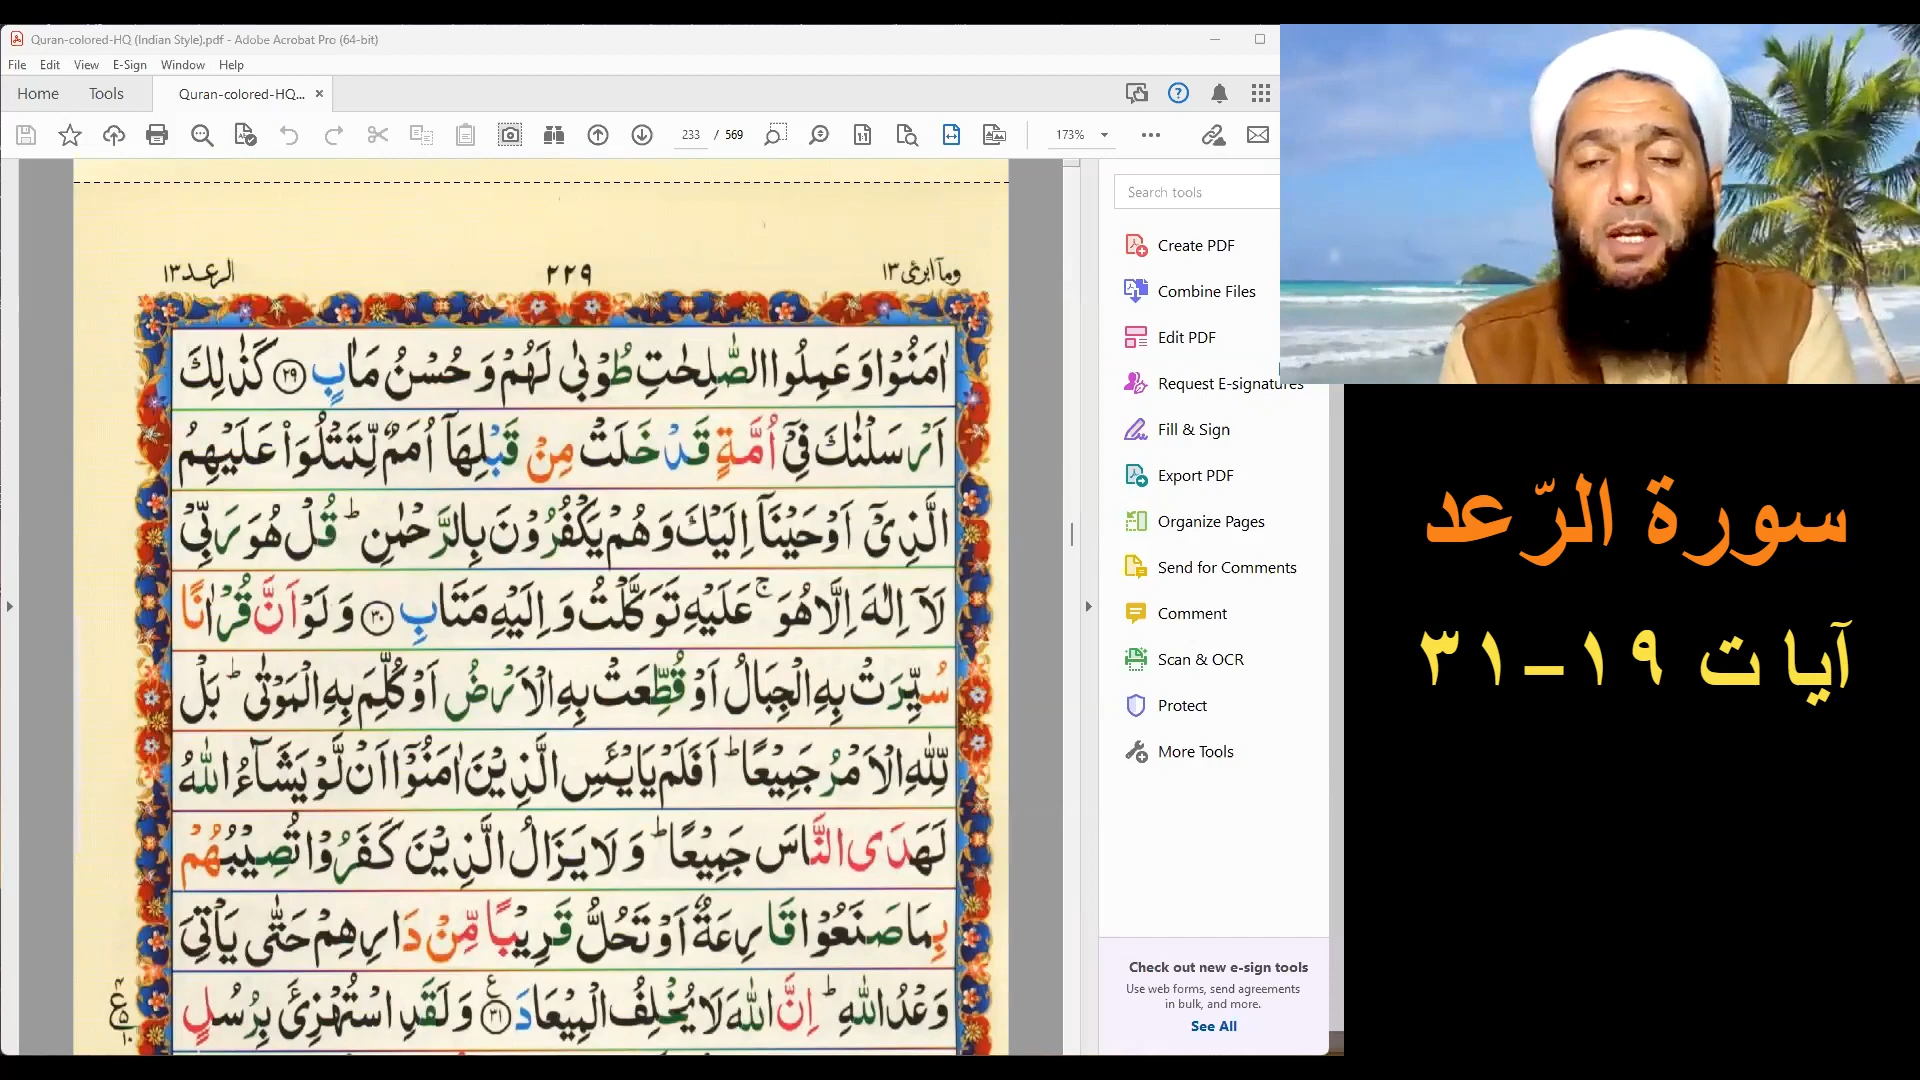 Quran-colored-HQ (Indian Style).pdf - Adobe Acrobat Pro (64-bit)
File Edit View E-Sign Window Help
Home Tools Quran-colored-HQ... ×
233 / 569 173%
Search tools
Create PDF
Combine Files
Edit PDF
Request E-signatures
Fill & Sign
Export PDF
Organize Pages
Send for Comments
Comment
Scan & OCR
Protect
More Tools
Check out new e-sign tools
Use web forms, send agreements
in bulk, and more.
See All
ومآ ابرئ ١٣ ٢٢٩ الرعد ١٣
اٰمَنُوْا وَعَمِلُوا الصّٰلِحٰتِ طُوْبٰى لَهُمْ وَحُسْنُ مَاٰبٍ ﴿٢٩﴾ كَذٰلِكَ
اَرْسَلْنٰكَ فِيْۤ اُمَّةٍ قَدْ خَلَتْ مِنْ قَبْلِهَاۤ اُمَمٌ لِّتَتْلُوَا۟ عَلَيْهِمُ
الَّذِيْۤ اَوْحَيْنَاۤ اِلَيْكَ وَهُمْ يَكْفُرُوْنَ بِالرَّحْمٰنِ ؕ قُلْ هُوَ رَبِّيْ
لَاۤ اِلٰهَ اِلَّا هُوَ ۚ عَلَيْهِ تَوَكَّلْتُ وَاِلَيْهِ مَتَابِ ﴿٣٠﴾ وَلَوْ اَنَّ قُرْاٰنًا
سُيِّرَتْ بِهِ الْجِبَالُ اَوْ قُطِّعَتْ بِهِ الْاَرْضُ اَوْ كُلِّمَ بِهِ الْمَوْتٰى ؕ بَلْ
لِّلّٰهِ الْاَمْرُ جَمِيْعًا ؕ اَفَلَمْ يَايْـَٔسِ الَّذِيْنَ اٰمَنُوْۤا اَنْ لَّوْ يَشَآءُ اللّٰهُ
لَهَدَى النَّاسَ جَمِيْعًا ؕ وَلَا يَزَالُ الَّذِيْنَ كَفَرُوْا تُصِيْبُهُمْ
بِمَا صَنَعُوْا قَارِعَةٌ اَوْ تَحُلُّ قَرِيْبًا مِّنْ دَارِهِمْ حَتّٰى يَاْتِيَ
وَعْدُ اللّٰهِ ؕ اِنَّ اللّٰهَ لَا يُخْلِفُ الْمِيْعَادَ ﴿٣١﴾ وَلَقَدِ اسْتُهْزِئَ بِرُسُلٍ
سورة الرّعد
آيات ١٩-٣١